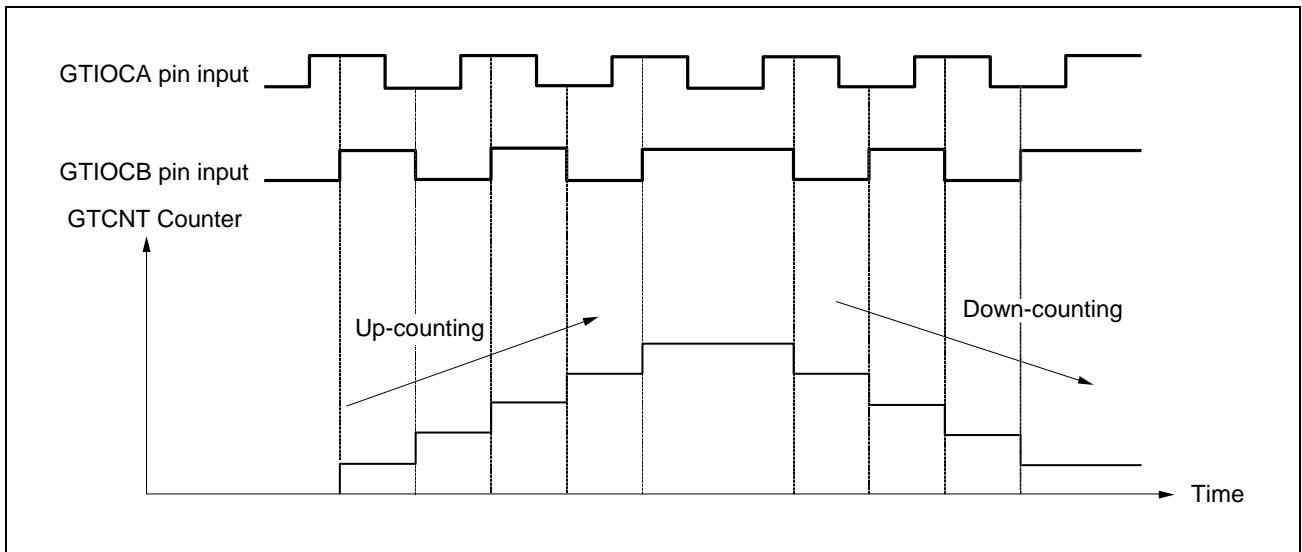 GTIOCA pin input
GTIOCB pin input
GTCNT Counter
Up-counting
Down-counting
Time